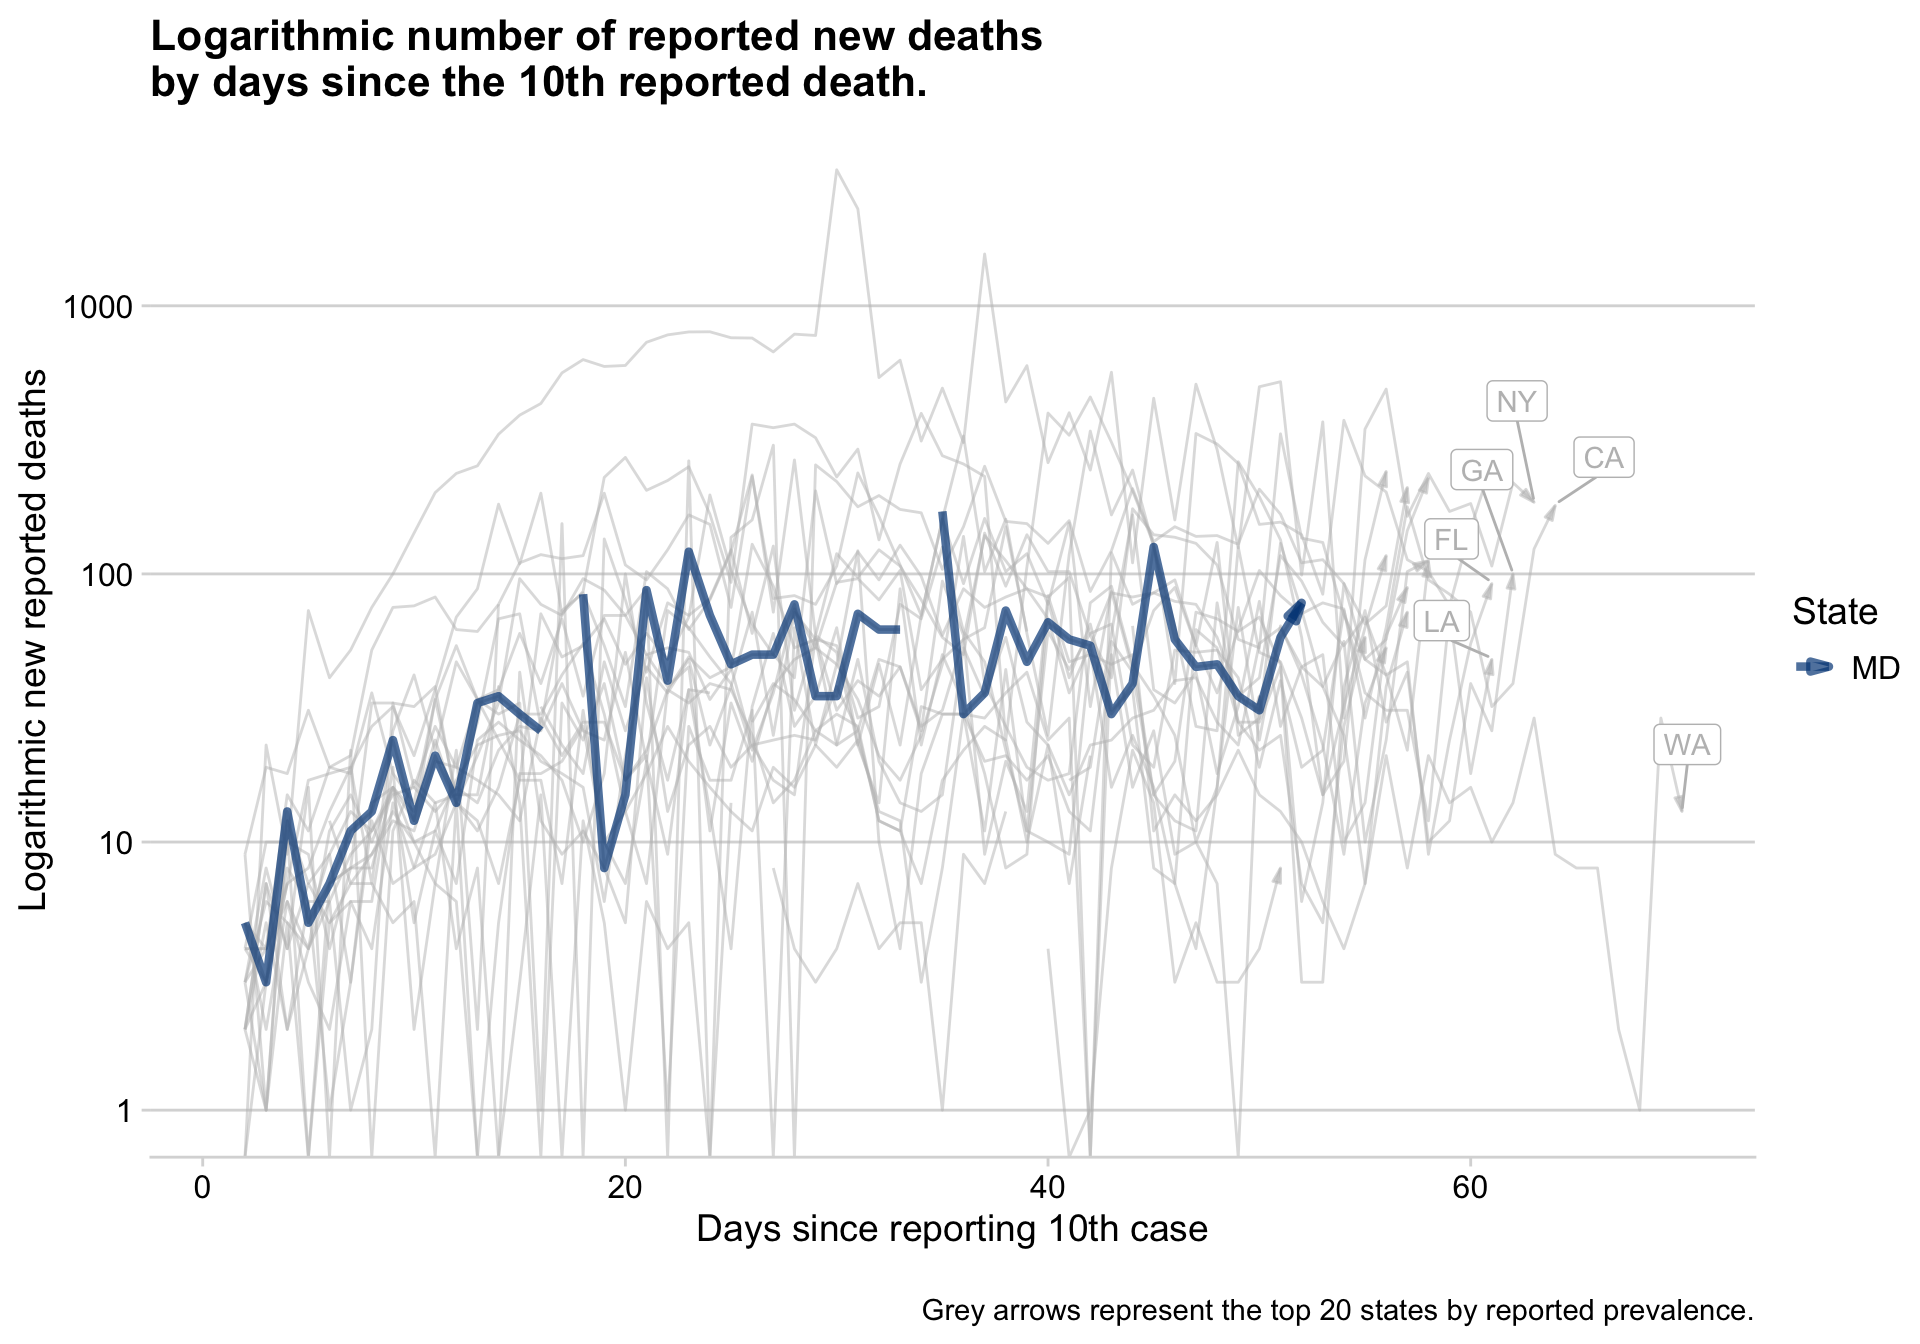 Logarithmic number of reported new deaths
by days since the 10th reported death.
Logarithmic new reported deaths
1000
100
10
1
NY
CA
GA
FL
LA
WA
State
MD
0
20
40
60
Days since reporting 10th case
Grey arrows represent the top 20 states by reported prevalence.